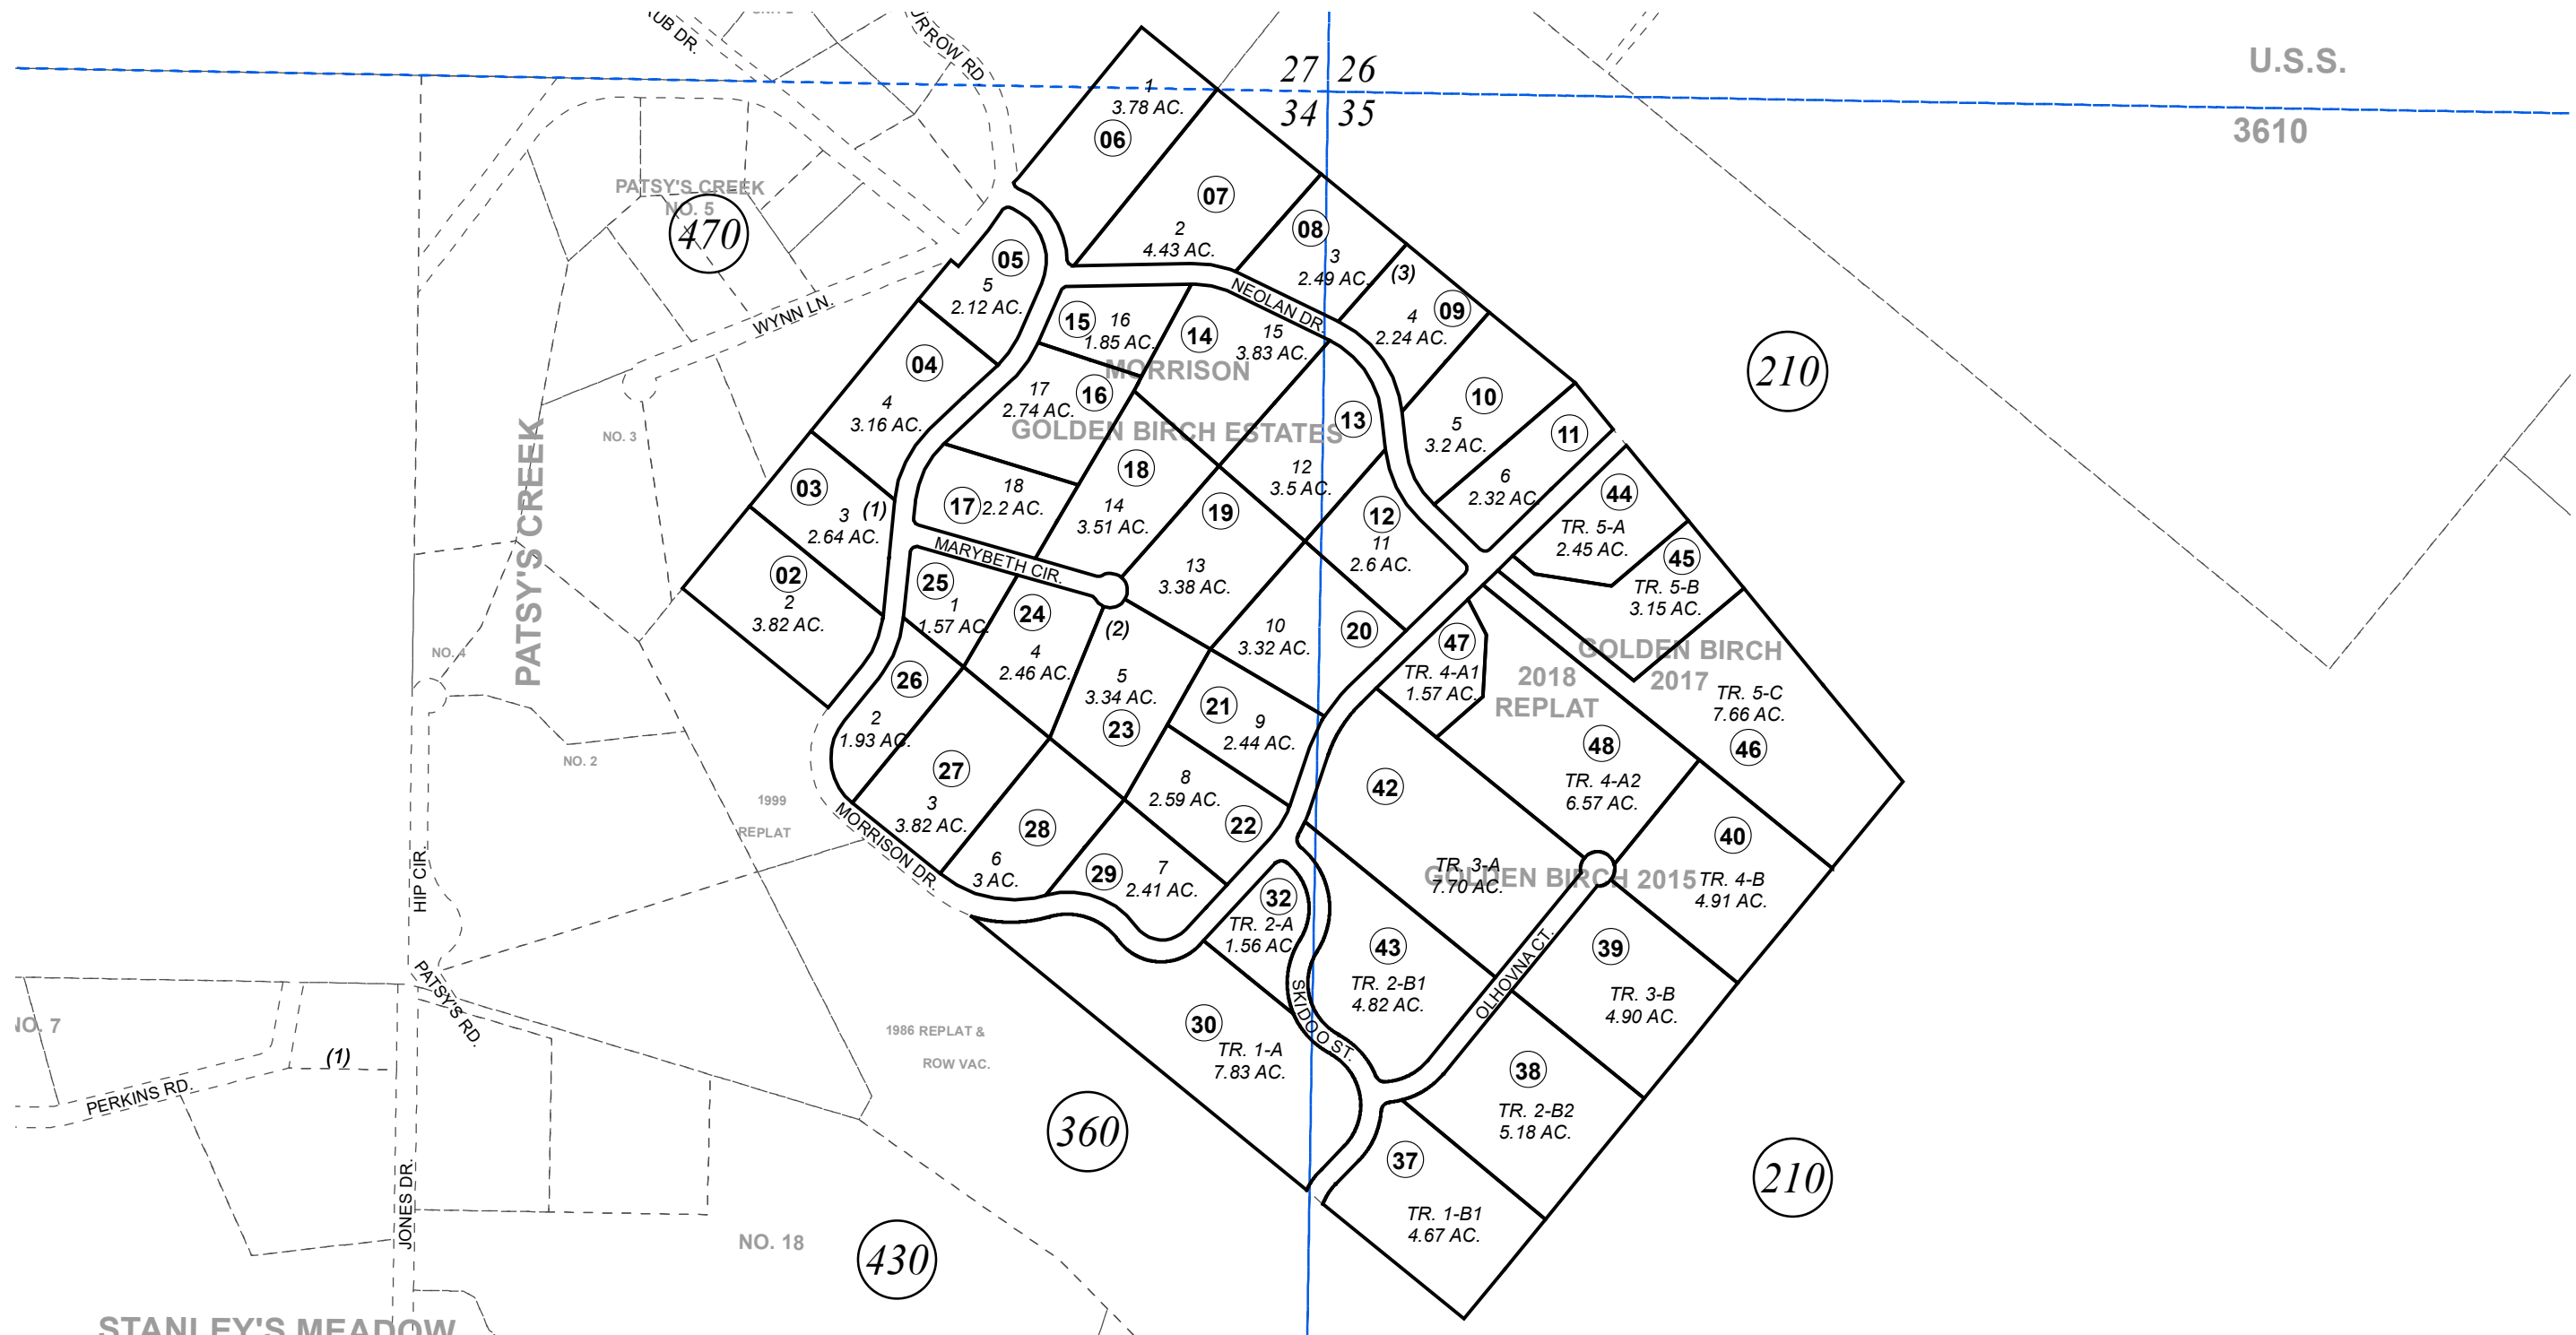 UB DR.
URROW RD
27 26
34 35
U.S.S.
3610
1
3.78 AC.
06
PATSY'S CREEK
NO. 5
470
07
2
4.43 AC.
08
3
2.49 AC.
(3)
05
5
2.12 AC.
WYNN LN.
NEOLAN DR.
09
4
2.24 AC.
210
15
16
1.85 AC.
14
15
3.83 AC.
MORRISON
04
4
3.16 AC.
17
2.74 AC.
16
GOLDEN BIRCH ESTATES
13
12
3.5 AC.
10
5
3.2 AC.
11
6
2.32 AC.
NO. 3
PATSY'S CREEK
03
3
(1)
2.64 AC.
17
18
2.2 AC.
18
14
3.51 AC.
19
13
3.38 AC.
12
11
2.6 AC.
44
TR. 5-A
2.45 AC.
45
TR. 5-B
3.15 AC.
MARYBETH CIR.
02
2
3.82 AC.
25
1
1.57 AC.
24
4
2.46 AC.
(2)
10
3.32 AC.
20
47
TR. 4-A1
1.57 AC.
GOLDEN BIRCH
2017
2018
REPLAT
TR. 5-C
7.66 AC.
46
NO. 4
26
2
1.93 AC.
5
3.34 AC.
23
21
9
2.44 AC.
48
TR. 4-A2
6.57 AC.
NO. 2
27
3
3.82 AC.
8
2.59 AC.
22
42
TR. 3-A
7.70 AC.
GOLDEN BIRCH 2015
40
TR. 4-B
4.91 AC.
1999
REPLAT
MORRISON DR.
28
6
3 AC.
29
7
2.41 AC.
32
TR. 2-A
1.56 AC.
43
TR. 2-B1
4.82 AC.
39
TR. 3-B
4.90 AC.
HIP CIR.
PATSY'S RD.
SKIDOO ST.
OLHOVNA CT.
NO. 7
(1)
PERKINS RD.
1986 REPLAT &
ROW VAC.
30
TR. 1-A
7.83 AC.
38
TR. 2-B2
5.18 AC.
360
37
TR. 1-B1
4.67 AC.
210
JONES DR.
NO. 18
430
STANLEY'S MEADOW